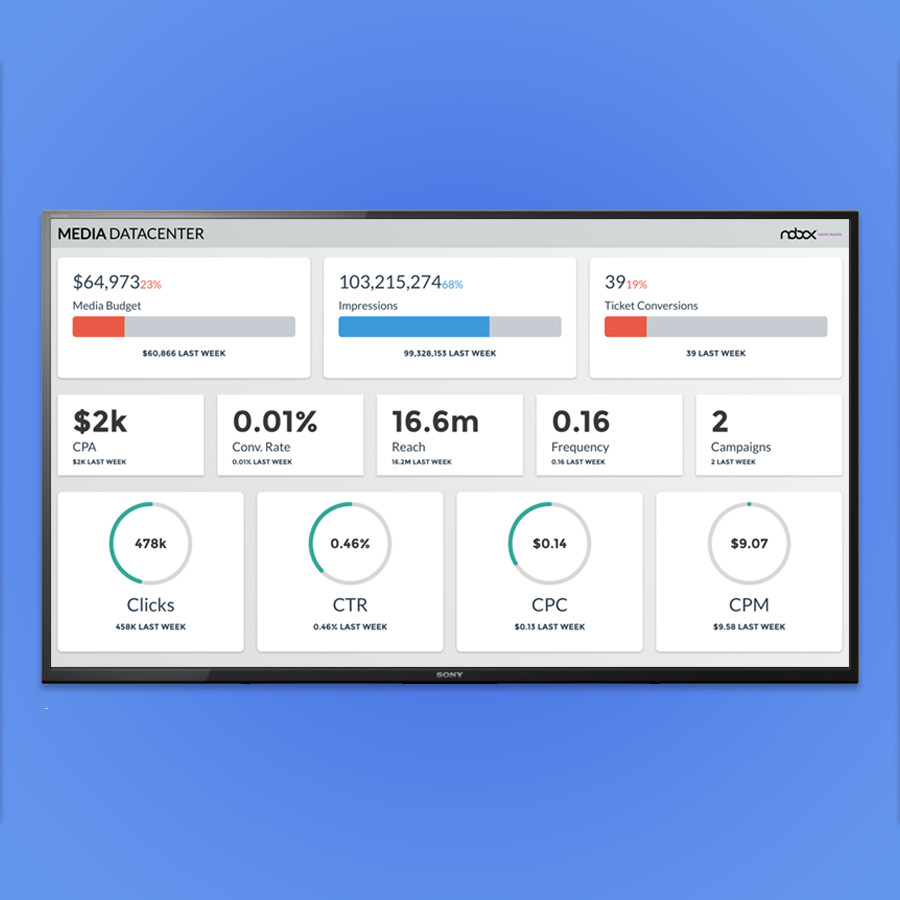 MEDIA DATACENTER
nobox
$64,973 23%
Media Budget
$60,866 LAST WEEK
103,215,274 68%
Impressions
99,328,153 LAST WEEK
39 19%
Ticket Conversions
39 LAST WEEK
$2k
CPA
$2K LAST WEEK
0.01%
Conv. Rate
0.01% LAST WEEK
16.6m
Reach
16.2M LAST WEEK
0.16
Frequency
0.16 LAST WEEK
2
Campaigns
2 LAST WEEK
478k
Clicks
458K LAST WEEK
0.46%
CTR
0.46% LAST WEEK
$0.14
CPC
$0.13 LAST WEEK
$9.07
CPM
$9.58 LAST WEEK
SONY